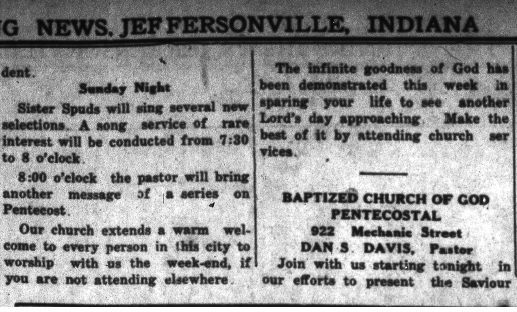 G NEWS, JEFFERSONVILLE, INDIANA
dent.
Sunday Night
Sister Spuds will sing several new
selections. A song service of rare
interest will be conducted from 7:30
to 8 o'clock.
8:00 o'clock the pastor will bring
another message of a series on
Pentecost.
Our church extends a warm wel-
come to every person in this city to
worship with us the week-end, if
you are not attending elsewhere.
The infinite goodness of God has
been demonstrated this week in
sparing your life to see another
Lord's day approaching. Make the
best of it by attending church ser
vices.
BAPTIZED CHURCH OF GOD
PENTECOSTAL
922 Mechanic Street
DAN S. DAVIS, Pastor
Join with us starting tonight in
our efforts to present the Saviour